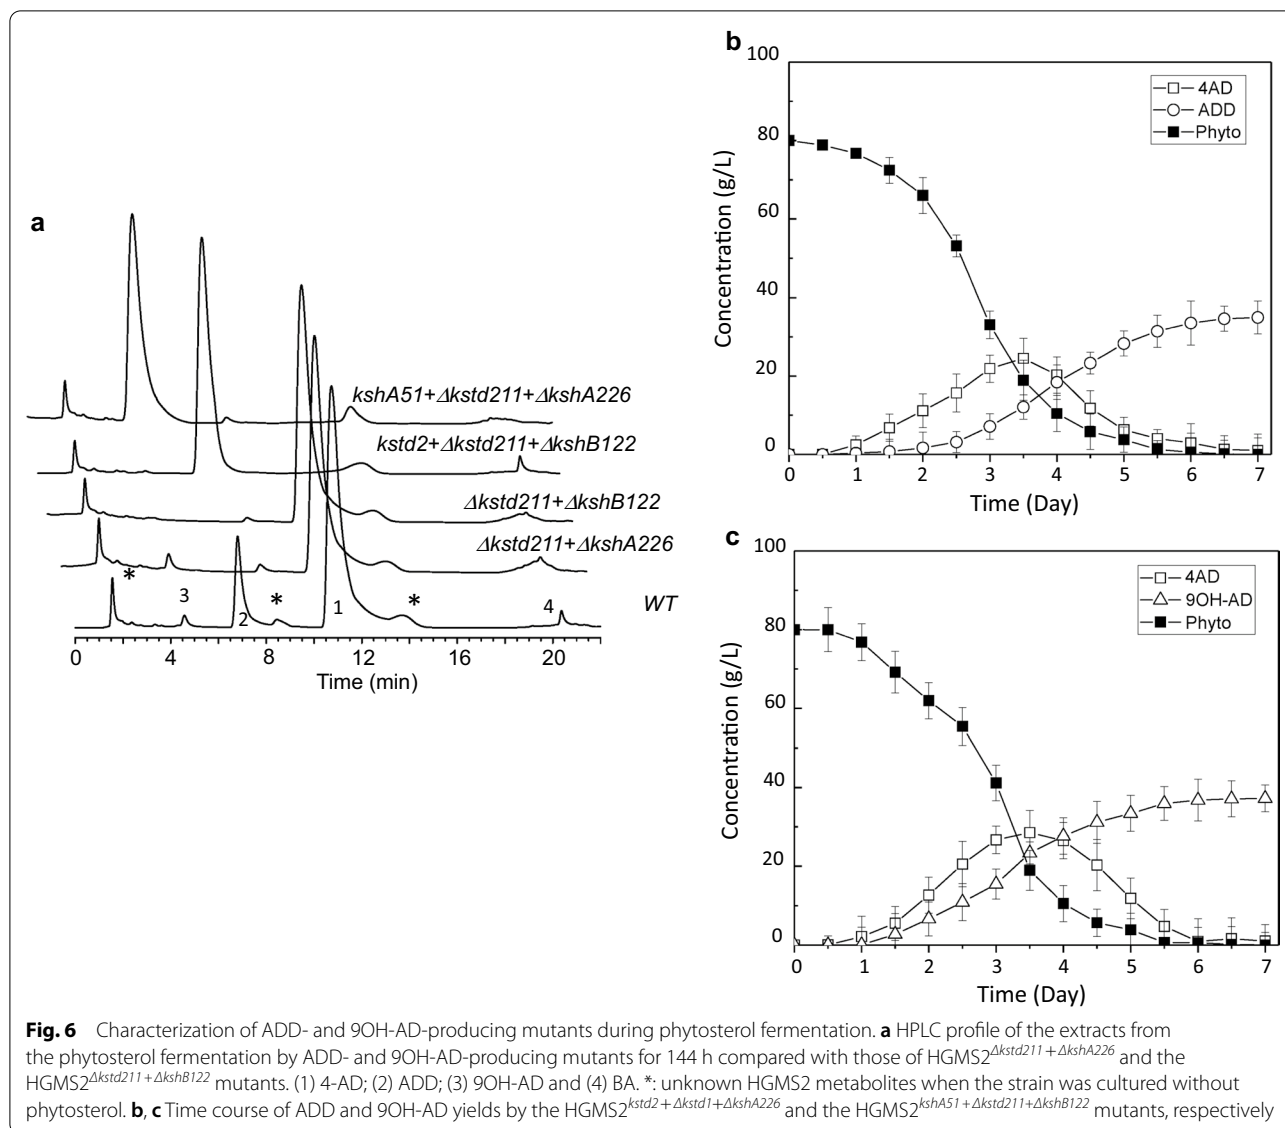 a
kshA51+Δkstd211+ΔkshA226
kstd2+Δkstd211+ΔkshB122
Δkstd211+ΔkshB122
Δkstd211+ΔkshA226
WT
*
3
2
*
1
*
4
0 4 8 12 16 20
Time (min)
b
100
80
60
40
20
0
Concentration (g/L)
4AD
ADD
Phyto
0 1 2 3 4 5 6 7
Time (Day)
c
100
80
60
40
20
0
Concentration (g/L)
4AD
9OH-AD
Phyto
0 1 2 3 4 5 6 7
Time (Day)
Fig. 6 Characterization of ADD- and 9OH-AD-producing mutants during phytosterol fermentation. a HPLC profile of the extracts from
the phytosterol fermentation by ADD- and 9OH-AD-producing mutants for 144 h compared with those of HGMS2Δkstd211 + ΔkshA226 and the
HGMS2Δkstd211 + ΔkshB122 mutants. (1) 4-AD; (2) ADD; (3) 9OH-AD and (4) BA. *: unknown HGMS2 metabolites when the strain was cultured without
phytosterol. b, c Time course of ADD and 9OH-AD yields by the HGMS2kstd2 + Δkstd1 + ΔkshA226 and the HGMS2kshA51+Δkstd211+ΔkshB122 mutants, respectively